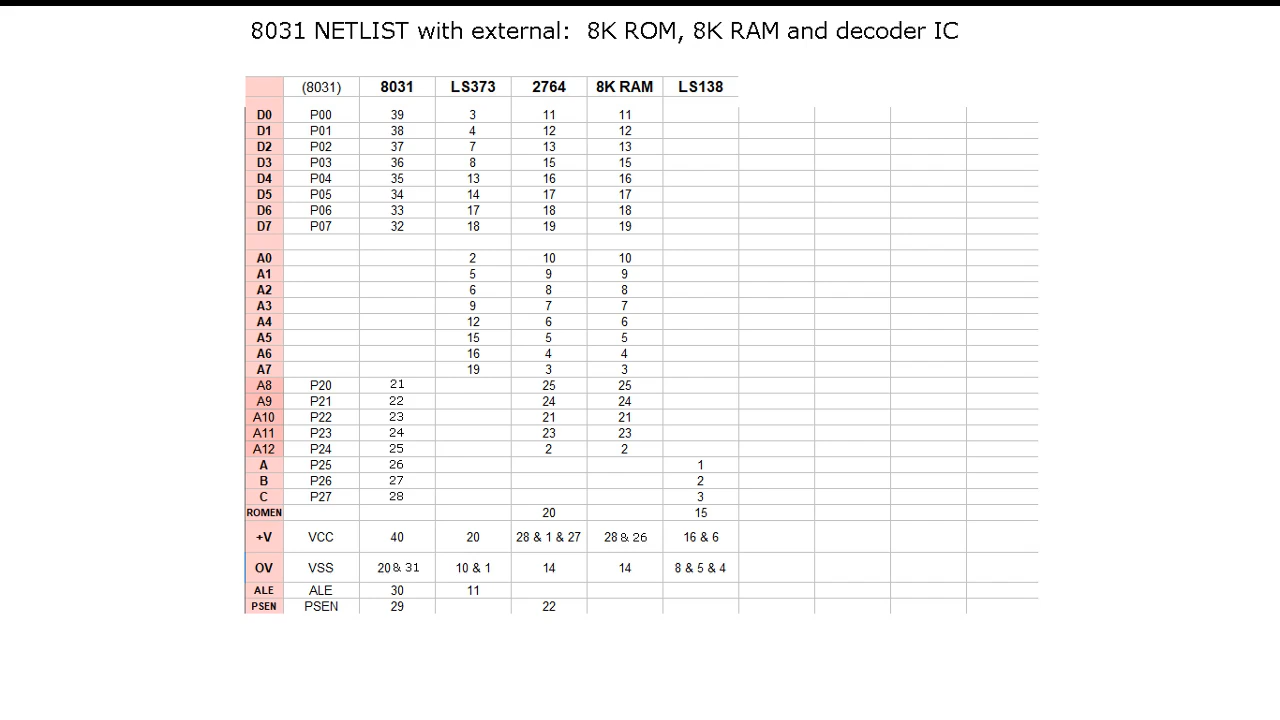 8031 NETLIST with external: 8K ROM, 8K RAM and decoder IC
(8031) 8031 LS373 2764 8K RAM LS138
D0 P00 39 3 11 11
D1 P01 38 4 12 12
D2 P02 37 7 13 13
D3 P03 36 8 15 15
D4 P04 35 13 16 16
D5 P05 34 14 17 17
D6 P06 33 17 18 18
D7 P07 32 18 19 19
A0 2 10 10
A1 5 9 9
A2 6 8 8
A3 9 7 7
A4 12 6 6
A5 15 5 5
A6 16 4 4
A7 19 3 3
A8 P20 21 25 25
A9 P21 22 24 24
A10 P22 23 21 21
A11 P23 24 23 23
A12 P24 25 2 2
A P25 26 1
B P26 27 2
C P27 28 3
ROMEN 20 15
+V VCC 40 20 28 & 1 & 27 28 & 26 16 & 6
OV VSS 20 & 31 10 & 1 14 14 8 & 5 & 4
ALE ALE 30 11
PSEN PSEN 29 22